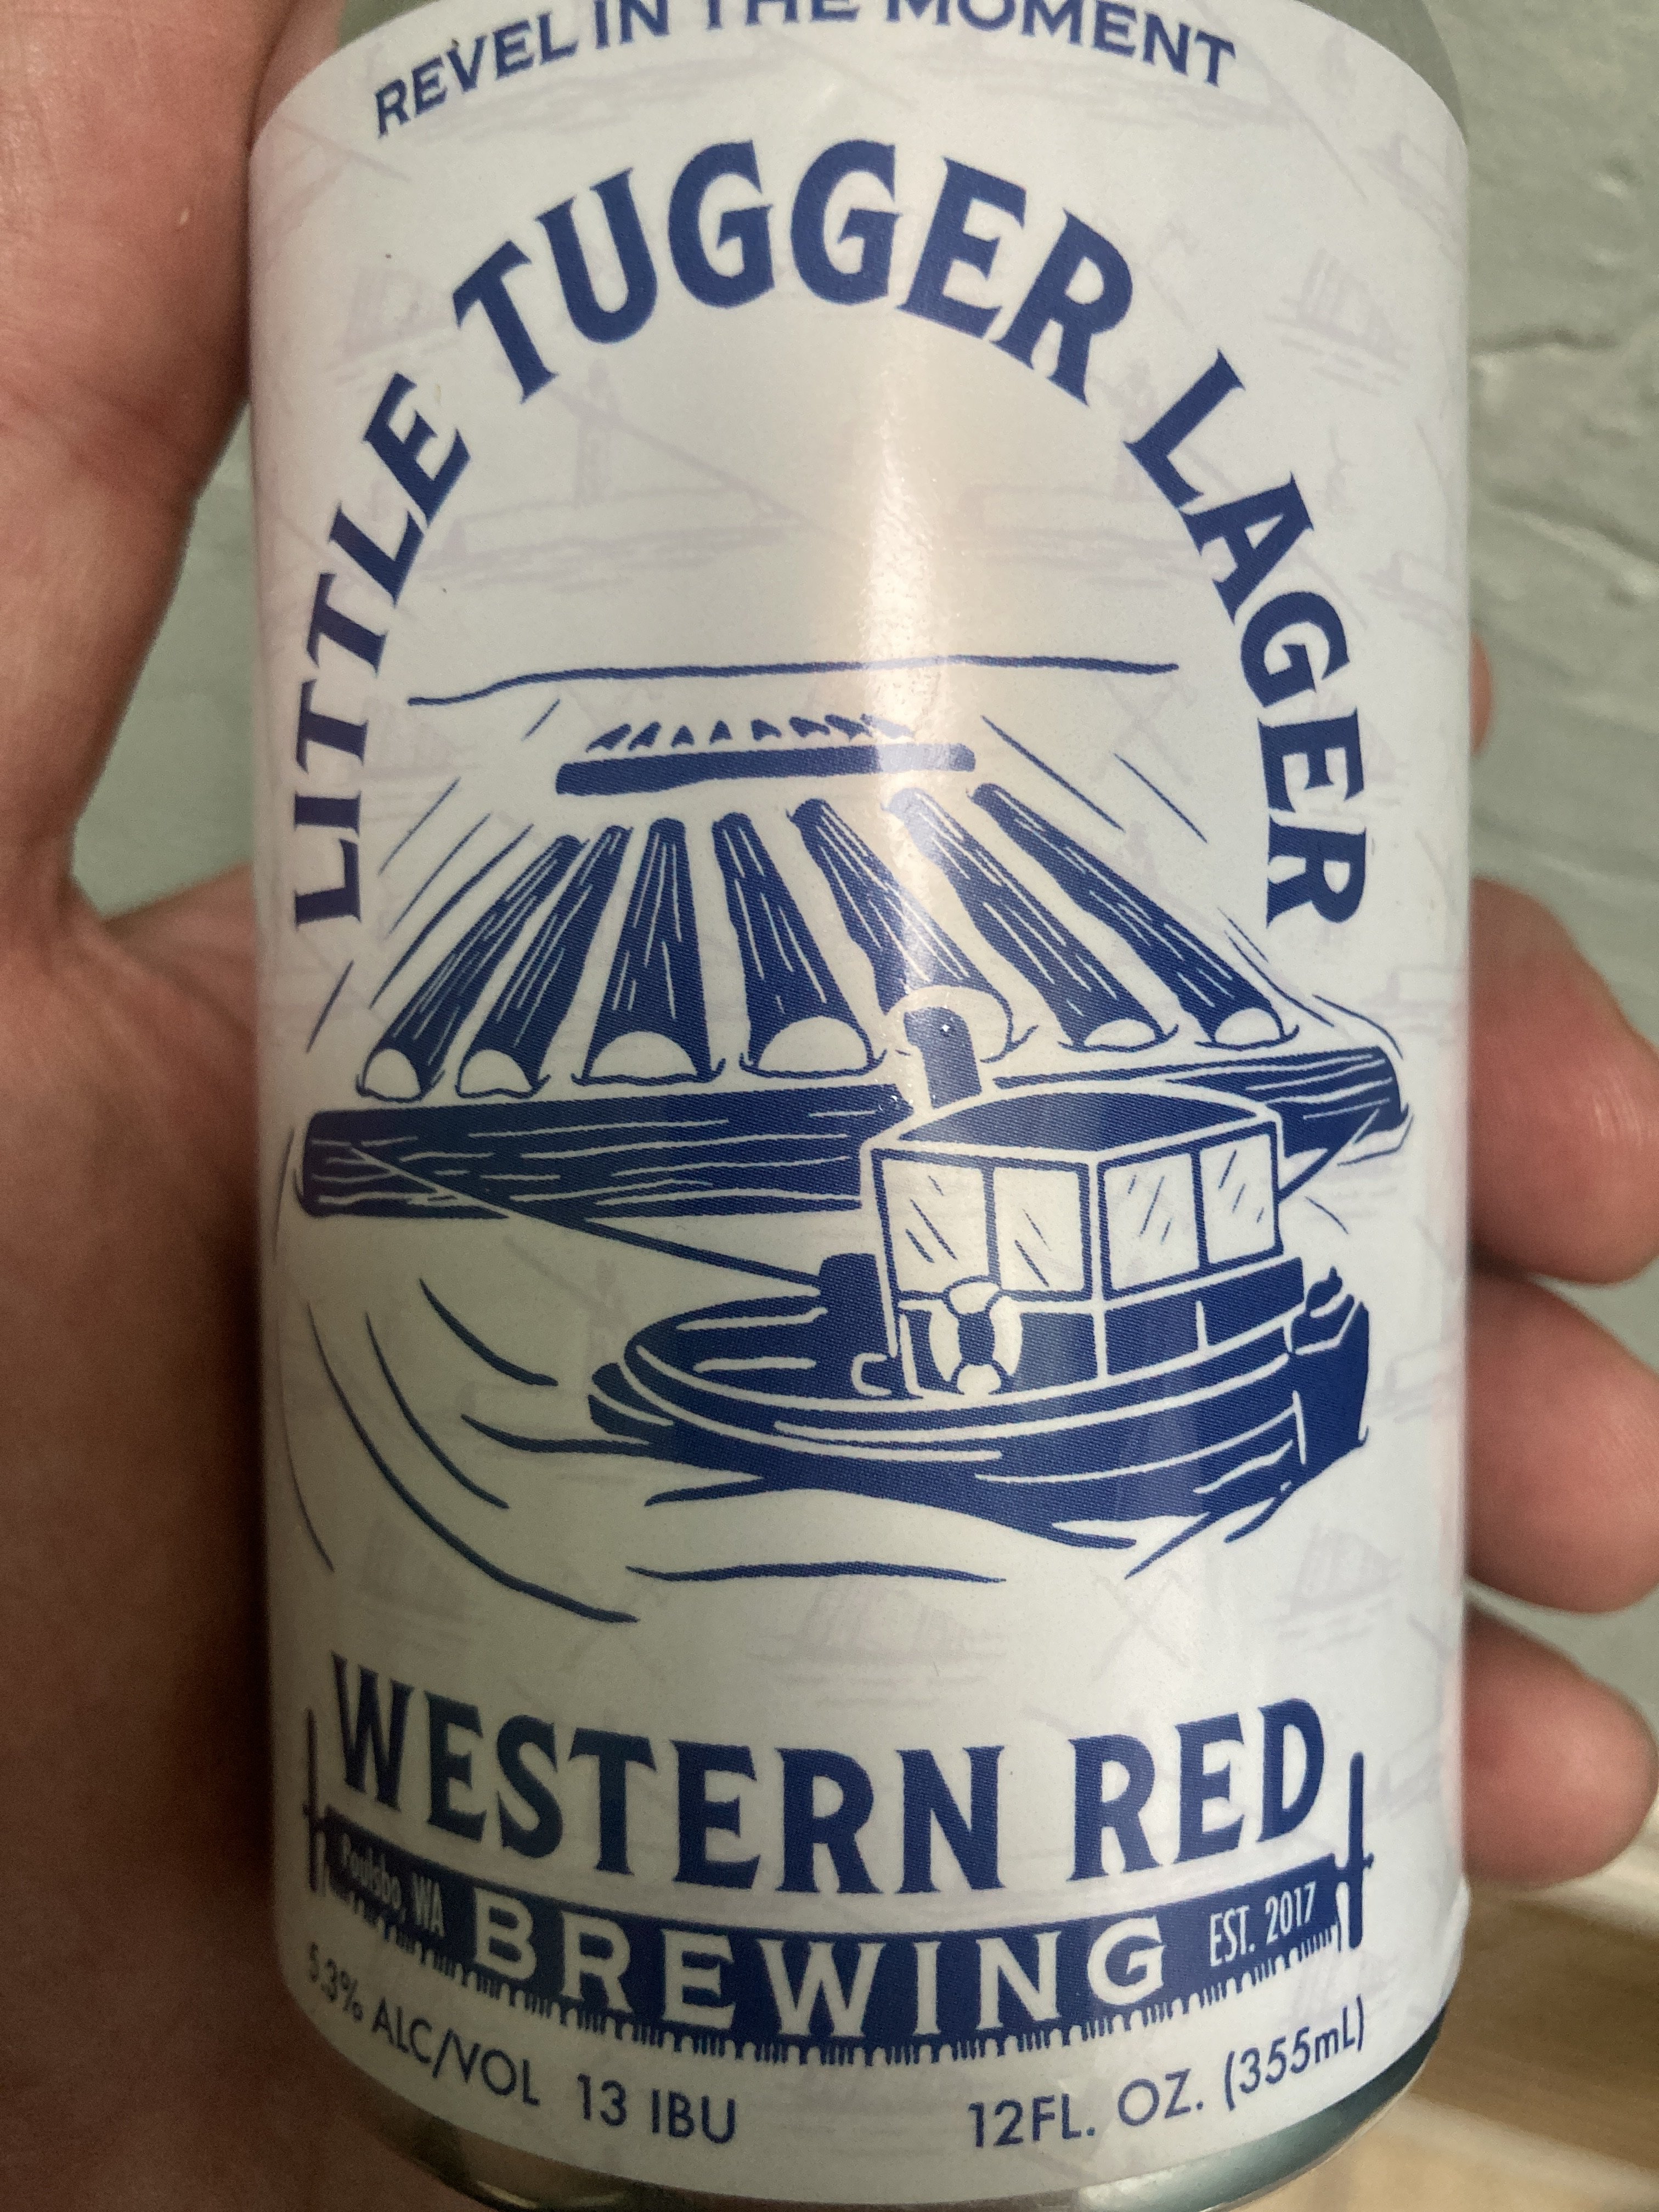 REVEL IN THE MOMENT
LITTLE TUGGER LAGER
WESTERN RED
Poulsbo, WA BREWING EST. 2017
5.3% ALC/VOL 13 IBU 12FL. OZ. (355mL)